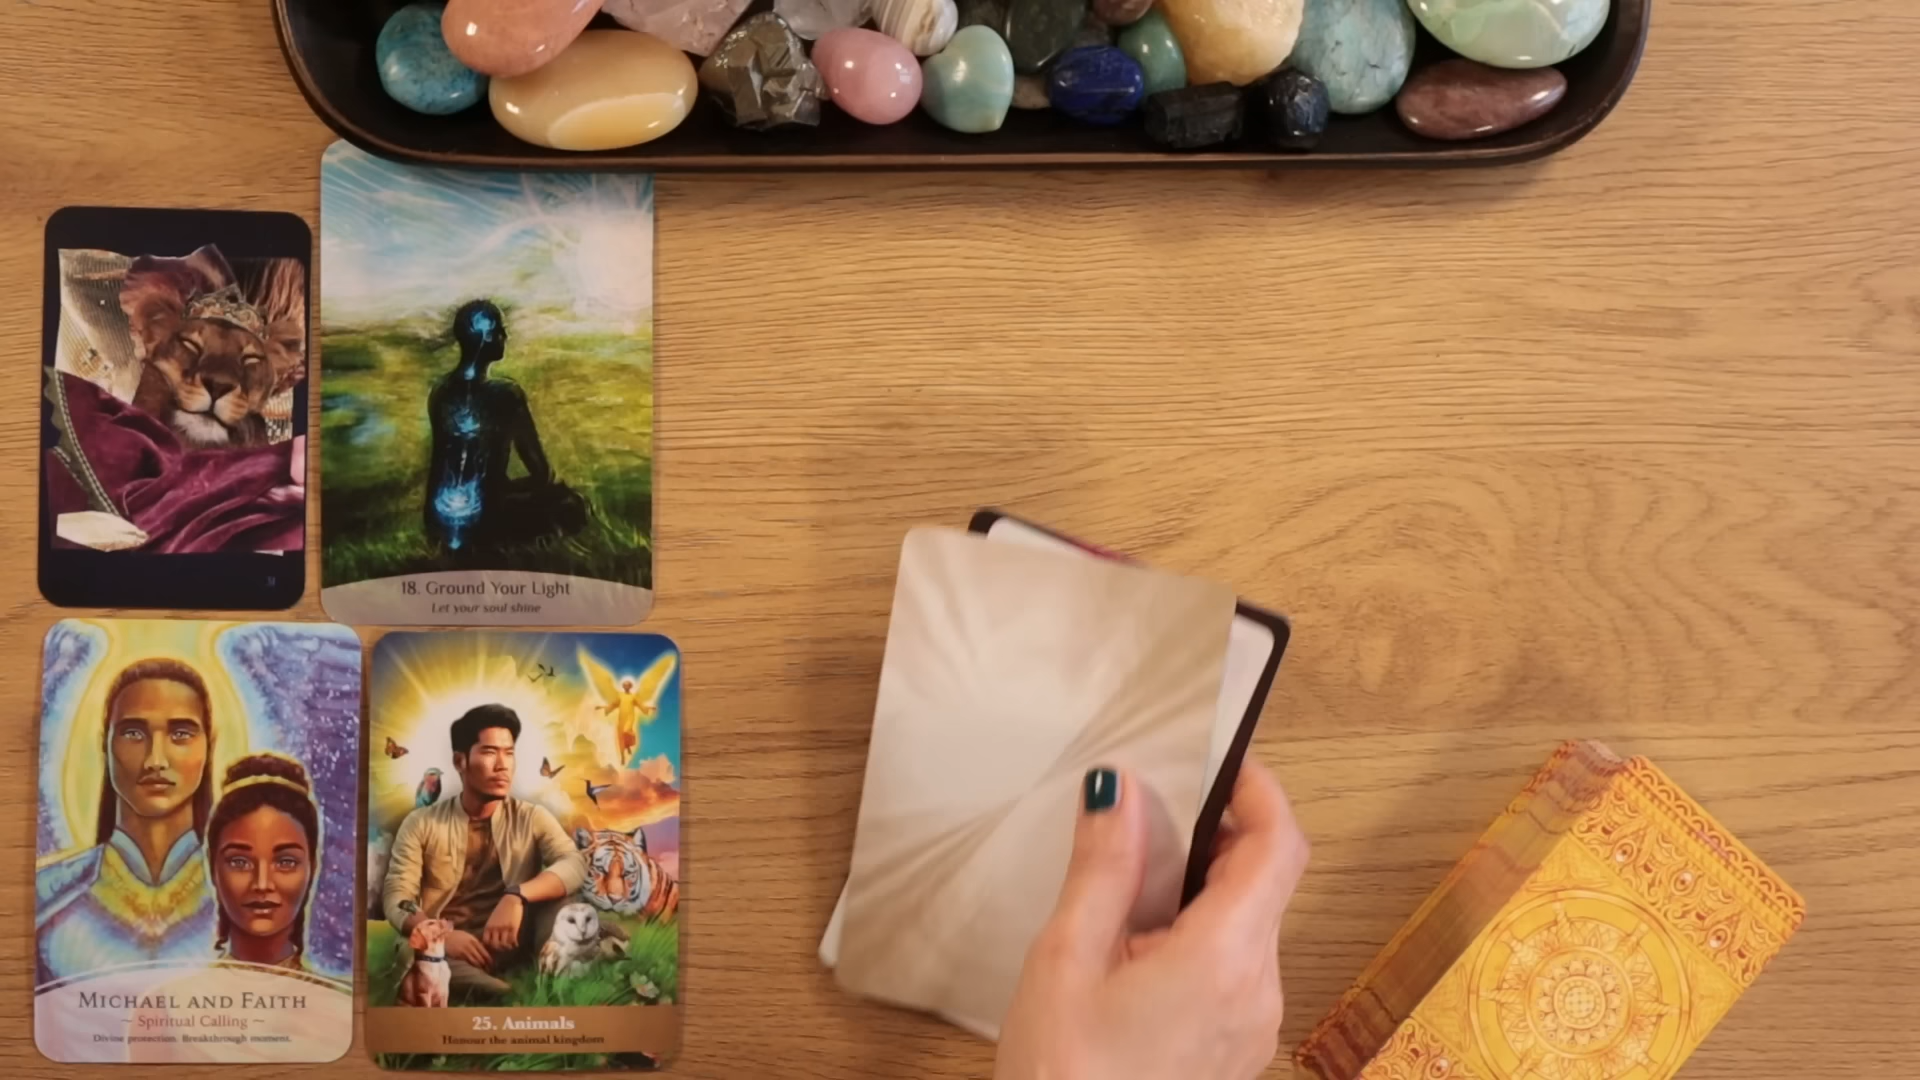 31
18. Ground Your Light
Let your soul shine
MICHAEL AND FAITH
~ Spiritual Calling ~
Divine protection. Breakthrough moment.
25. Animals
Honour the animal kingdom